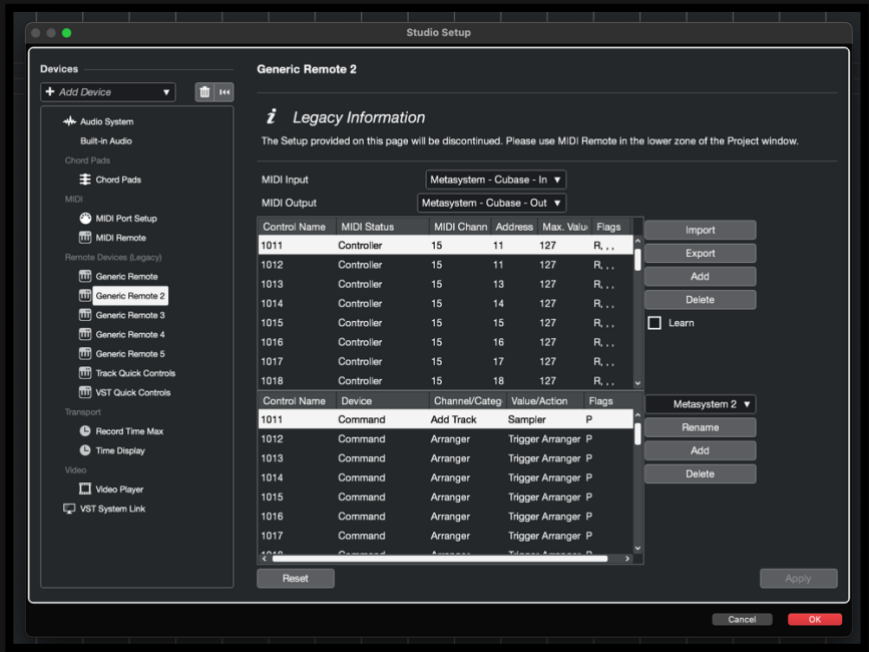 Studio Setup
Devices
Add Device
Audio System
Built-in Audio
Chord Pads
Chord Pads
MIDI
MIDI Port Setup
MIDI Remote
Remote Devices (Legacy)
Generic Remote
Generic Remote 2
Generic Remote 3
Generic Remote 4
Generic Remote 5
Track Quick Controls
VST Quick Controls
Transport
Record Time Max
Time Display
Video
Video Player
VST System Link
Generic Remote 2
i Legacy Information
The Setup provided on this page will be discontinued. Please use MIDI Remote in the lower zone of the Project window.
MIDI Input Metasystem - Cubase - In
MIDI Output Metasystem - Cubase - Out
Control Name MIDI Status MIDI Chann Address Max. Valu Flags
1011 Controller 15 11 127 R, , ,
1012 Controller 15 11 127 R, , ,
1013 Controller 15 13 127 R, , ,
1014 Controller 15 14 127 R, , ,
1015 Controller 15 15 127 R, , ,
1016 Controller 15 16 127 R, , ,
1017 Controller 15 17 127 R, , ,
1018 Controller 15 18 127 R, , ,
Import
Export
Add
Delete
Learn
Control Name Device Channel/Categ Value/Action Flags
1011 Command Add Track Sampler P
1012 Command Arranger Trigger Arranger P
1013 Command Arranger Trigger Arranger P
1014 Command Arranger Trigger Arranger P
1015 Command Arranger Trigger Arranger P
1016 Command Arranger Trigger Arranger P
1017 Command Arranger Trigger Arranger P
Metasystem 2
Rename
Add
Delete
Reset
Apply
Cancel
OK